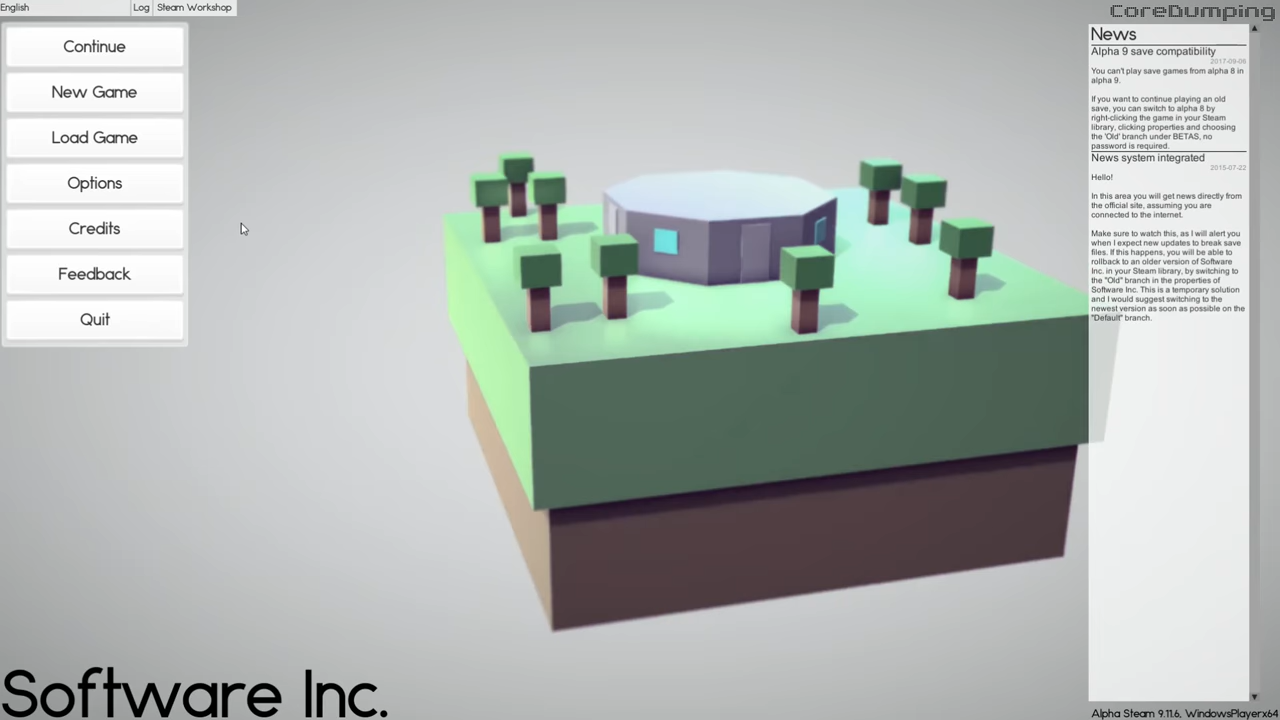 English
Log
Steam Workshop
CoreDumping
Continue
New Game
Load Game
Options
Credits
Feedback
Quit
News
Alpha 9 save compatibility
2017-09-06
You can't play save games from alpha 8 in
alpha 9.
If you want to continue playing an old
save, you can switch to alpha 8 by
right-clicking the game in your Steam
library, clicking properties and choosing
the 'Old' branch under BETAS, no
password is required.
News system integrated
2015-07-22
Hello!
In this area you will get news directly from
the official site, assuming you are
connected to the internet.
Make sure to watch this, as I will alert you
when I expect new updates to break save
files. If this happens, you will be able to
rollback to an older version of Software
Inc. in your Steam library, by switching to
the "Old" branch in the properties of
Software Inc. This is a temporary solution
and I would suggest switching to the
newest version as soon as possible on the
"Default" branch.
Software Inc.
Alpha Steam 9.11.6, WindowsPlayerx64